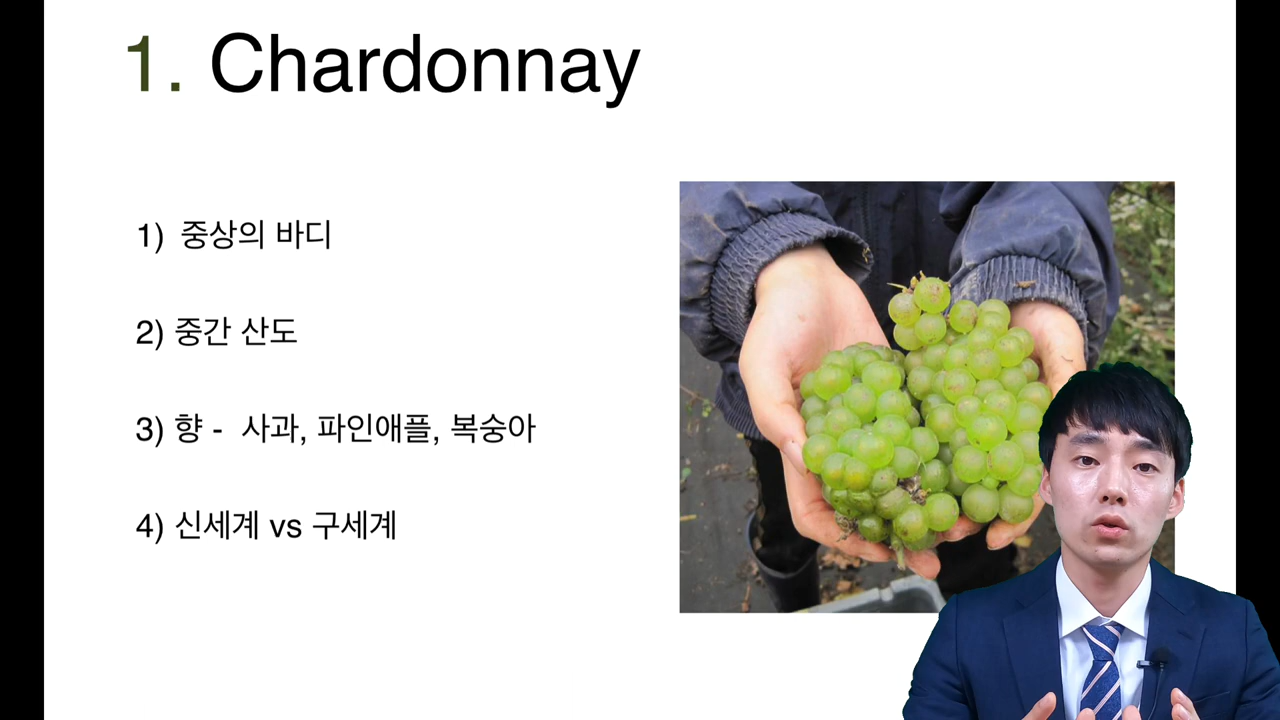 1. Chardonnay
1) 중상의 바디
2) 중간 산도
3) 향 - 사과, 파인애플, 복숭아
4) 신세계 vs 구세계